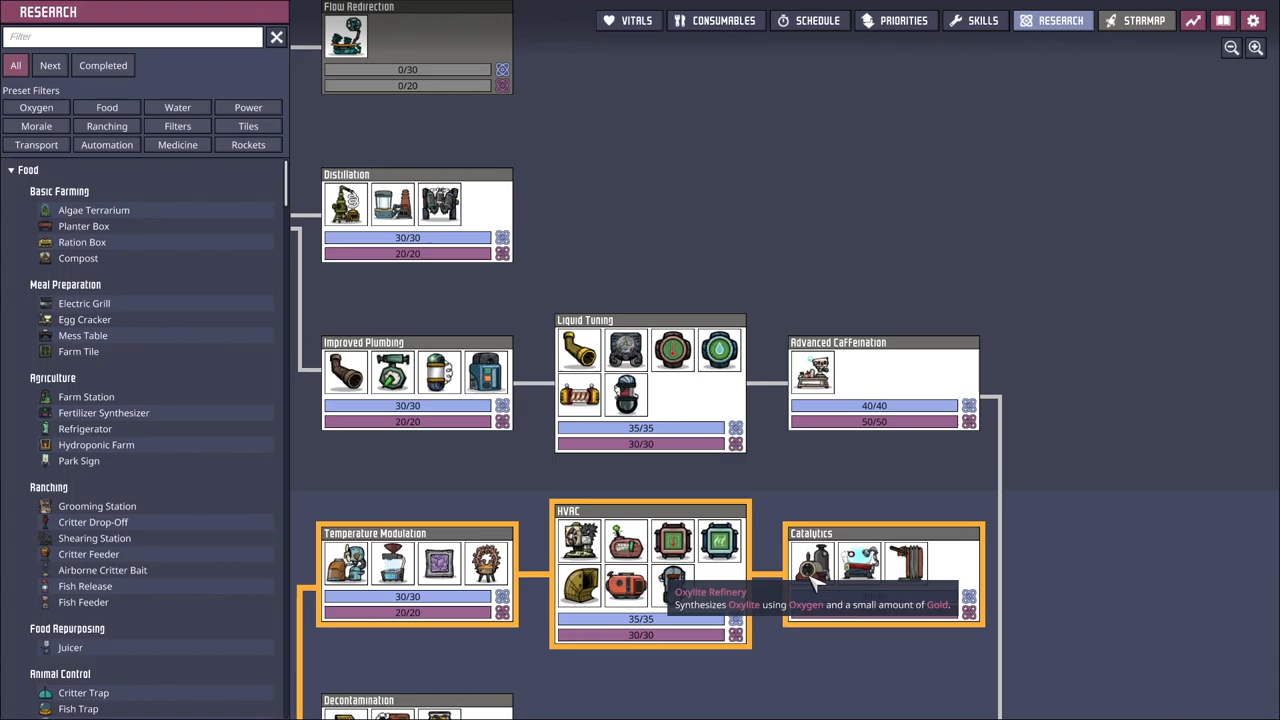 RESEARCH
Filter
All
Next
Completed
Preset Filters
Oxygen
Food
Water
Power
Morale
Ranching
Filters
Tiles
Transport
Automation
Medicine
Rockets
Food
Basic Farming
Algae Terrarium
Planter Box
Ration Box
Compost
Meal Preparation
Electric Grill
Egg Cracker
Mess Table
Farm Tile
Agriculture
Farm Station
Fertilizer Synthesizer
Refrigerator
Hydroponic Farm
Park Sign
Ranching
Grooming Station
Critter Drop-Off
Shearing Station
Critter Feeder
Airborne Critter Bait
Fish Release
Fish Feeder
Food Repurposing
Juicer
Animal Control
Critter Trap
Fish Trap
VITALS
CONSUMABLES
SCHEDULE
PRIORITIES
SKILLS
RESEARCH
STARMAP
Flow Redirection
0/30
0/20
Distillation
30/30
20/20
Improved Plumbing
30/30
20/20
Liquid Tuning
35/35
30/30
Advanced Caffeination
40/40
50/50
Temperature Modulation
30/30
20/20
HVAC
35/35
30/30
Catalytics
Oxylite Refinery
Synthesizes Oxylite using Oxygen and a small amount of Gold.
Decontamination